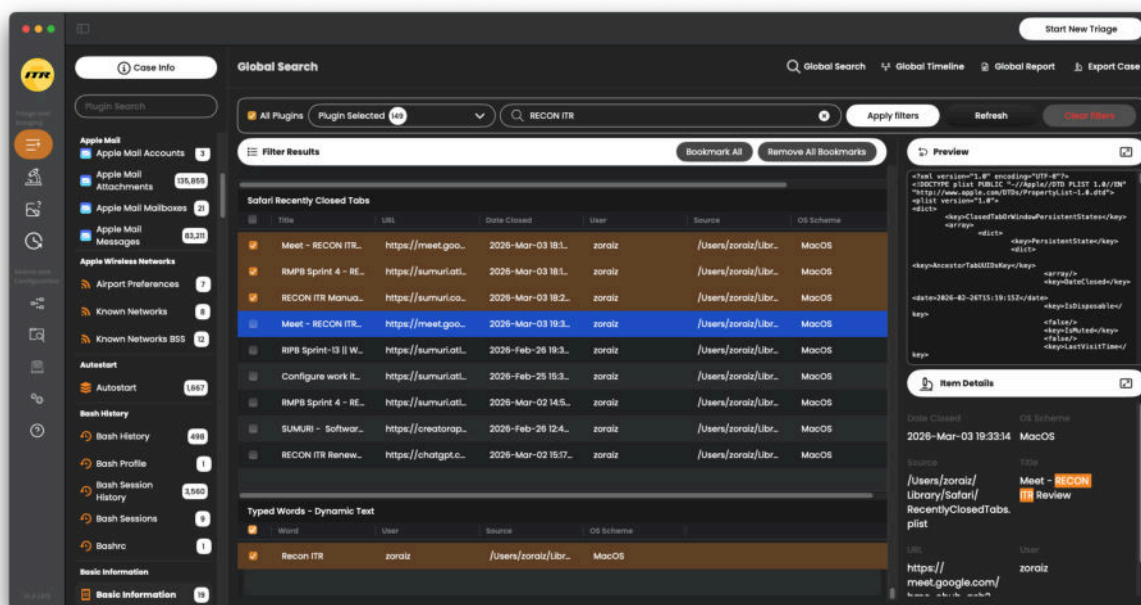 Start New Triage
ITR
Case Info
Global Search
Global Search
Global Timeline
Global Report
Export Case
Triage and
Plugin Search
All Plugins
Plugin Selected 149
RECON ITR
Apply filters
Refresh
Clear filters
Apple Mail
Apple Mail Accounts 3
Apple Mail
Attachments 135,855
Apple Mail Mailboxes 21
Apple Mail
Messages 83,211
Apple Wireless Networks
Airport Preferences 7
Known Networks 8
Known Networks BSS 12
Autostart
Autostart 1,667
Bash History
Bash History 498
Bash Profile 1
Bash Session
History 3,560
Bash Sessions 9
Bashrc 1
Basic Information
Basic Information 19
Filter Results
Bookmark All
Remove All Bookmarks
Safari Recently Closed Tabs
Title URL Date Closed User Source OS Scheme
Meet - RECON ITR... https://meet.goo... 2026-Mar-03 18:1... zoraiz /Users/zoraiz/Libr... MacOS
RMPB Sprint 4 - RE... https://sumuri.atl... 2026-Mar-03 18:1... zoraiz /Users/zoraiz/Libr... MacOS
RECON ITR Manua... https://sumuri.co... 2026-Mar-03 18:2... zoraiz /Users/zoraiz/Libr... MacOS
Meet - RECON ITR... https://meet.goo... 2026-Mar-03 19:3... zoraiz /Users/zoraiz/Libr... MacOS
RIPB Sprint-13 || W... https://sumuri.atl... 2026-Feb-26 19:3... zoraiz /Users/zoraiz/Libr... MacOS
Configure work it... https://sumuri.atl... 2026-Feb-25 15:3... zoraiz /Users/zoraiz/Libr... MacOS
RMPB Sprint 4 - RE... https://sumuri.atl... 2026-Mar-02 14:5... zoraiz /Users/zoraiz/Libr... MacOS
SUMURI - Softwar... https://creatorap... 2026-Feb-26 12:4... zoraiz /Users/zoraiz/Libr... MacOS
RECON ITR Renew... https://chatgpt.c... 2026-Mar-02 15:17... zoraiz /Users/zoraiz/Libr... MacOS
Typed Words - Dynamic Text
Word User Source OS Scheme
Recon ITR zoraiz /Users/zoraiz/Libr... MacOS
Preview
<?xml version="1.0" encoding="UTF-8"?>
<!DOCTYPE plist PUBLIC "-//Apple//DTD PLIST 1.0//EN"
"http://www.apple.com/DTDs/PropertyList-1.0.dtd">
<plist version="1.0">
<dict>
<key>ClosedTabOrWindowPersistentStates</key>
<array>
<dict>
<key>PersistentState</key>
<dict>
<key>AncestorTabUUIDsKey</key>
<array/>
<key>DateClosed</key>
<date>2026-02-26T15:19:15Z</date>
<key>IsDisposable</
key>
<false/>
<key>IsMuted</key>
<false/>
<key>LastVisitTime</
key>
Item Details
Date Closed OS Scheme
2026-Mar-03 19:33:14 MacOS
Source Title
/Users/zoraiz/
Library/Safari/
RecentlyClosedTabs.
plist
Meet - RECON
ITR Review
URL User
https://
meet.google.com/
zoraiz